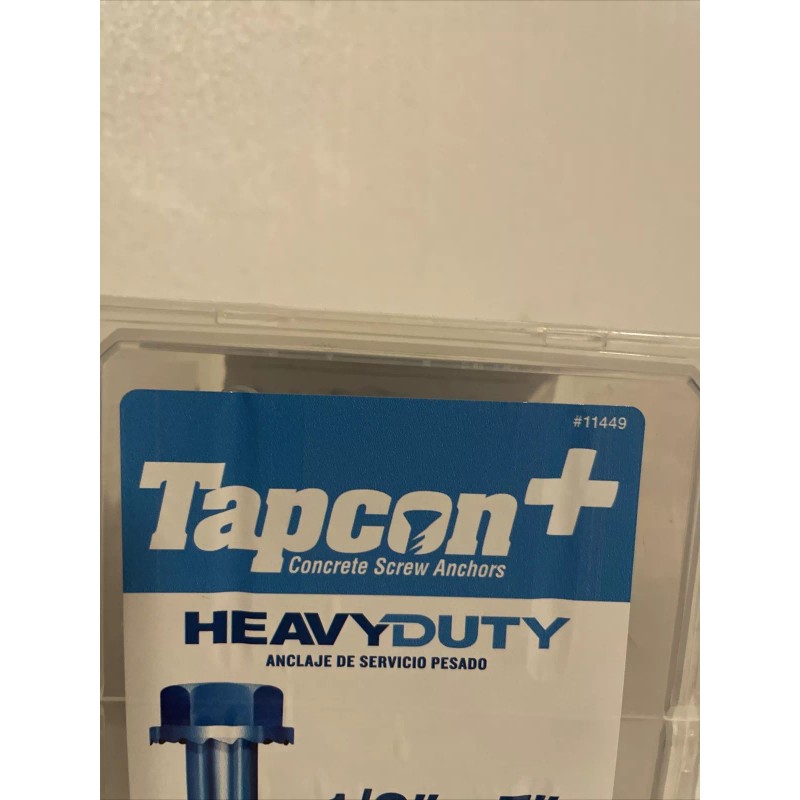 #11449
Tapcon+
Concrete Screw Anchors
HEAVYDUTY
ANCLAJE DE SERVICIO PESADO